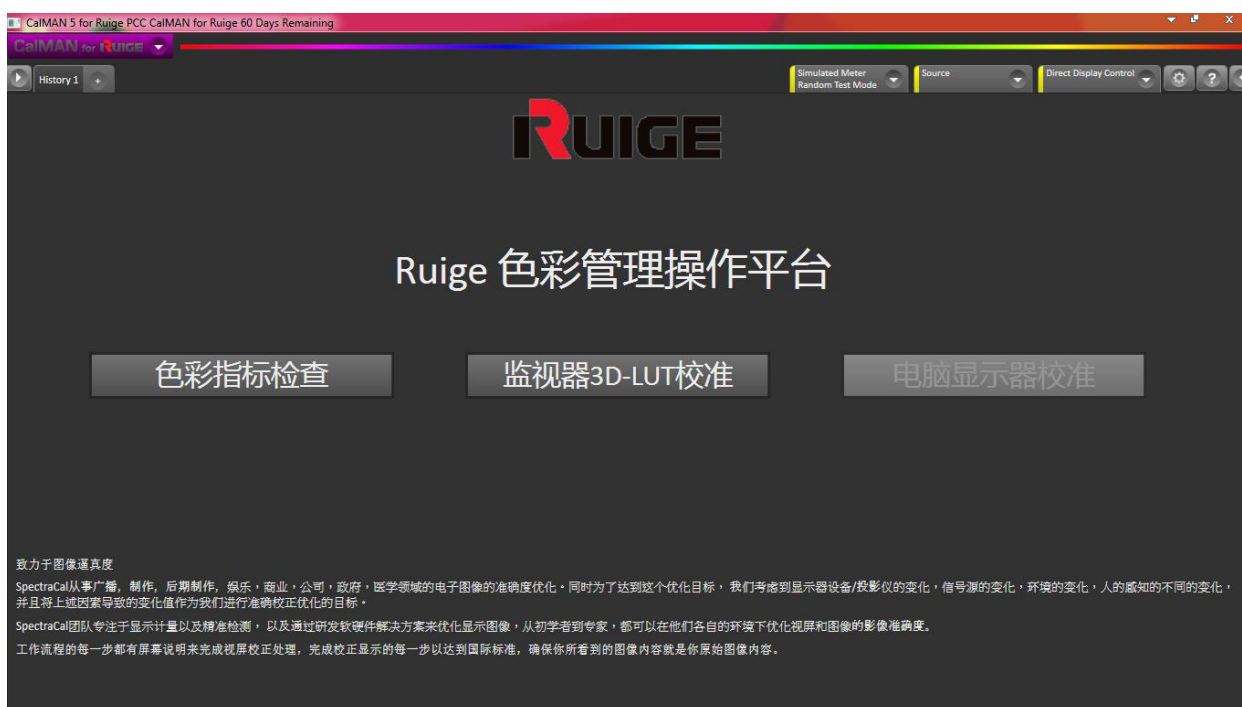 CalMAN 5 for Ruige PCC CalMAN for Ruige 60 Days Remaining
CalMAN for RUIGE
History 1
Simulated Meter
Random Test Mode
Source
Direct Display Control
RUIGE
Ruige 色彩管理操作平台
色彩指标检查
监视器3D-LUT校准
电脑显示器校准
致力于图像逼真度
SpectraCal从事广播，制作，后期制作，娱乐，商业，公司，政府，医学领域的电子图像的准确度优化。同时为了达到这个优化目标，我们考虑到显示器设备/投影仪的变化，信号源的变化，环境的变化，人的感知的不同的变化，
并且将上述因素导致的变化值作为我们进行准确校正优化的目标。
SpectraCal团队专注于显示计量以及精准检测，以及通过研发软硬件解决方案来优化显示图像，从初学者到专家，都可以在他们各自的环境下优化视屏和图像的影像准确度。
工作流程的每一步都有屏幕说明来完成视屏校正处理，完成校正显示的每一步以达到国际标准，确保你所看到的图像内容就是你原始图像内容。